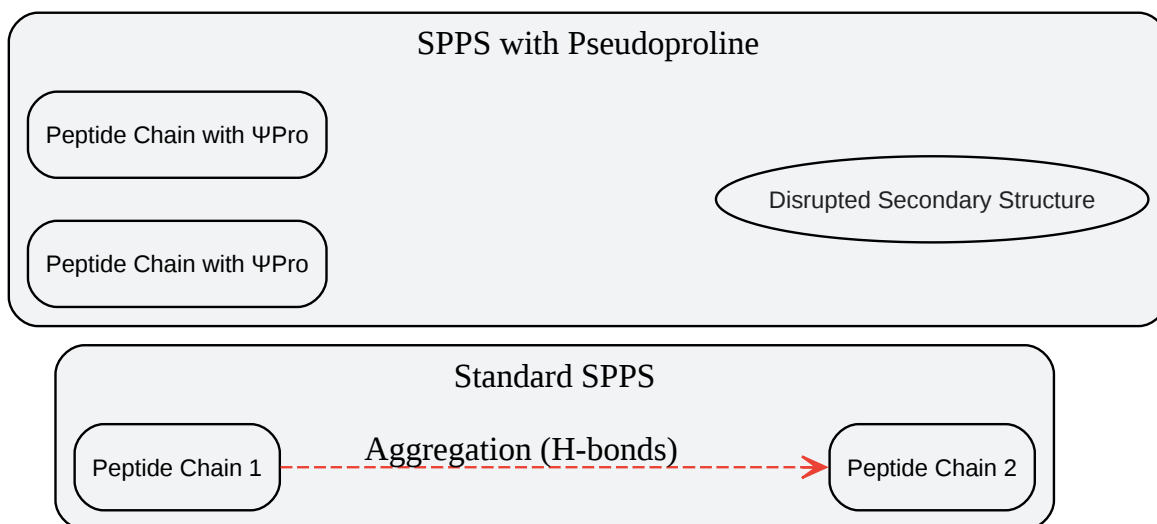 SPPS with Pseudoproline
Peptide Chain with ΨPro
Disrupted Secondary Structure
Peptide Chain with ΨPro
Standard SPPS
Aggregation (H-bonds)
Peptide Chain 1
Peptide Chain 2